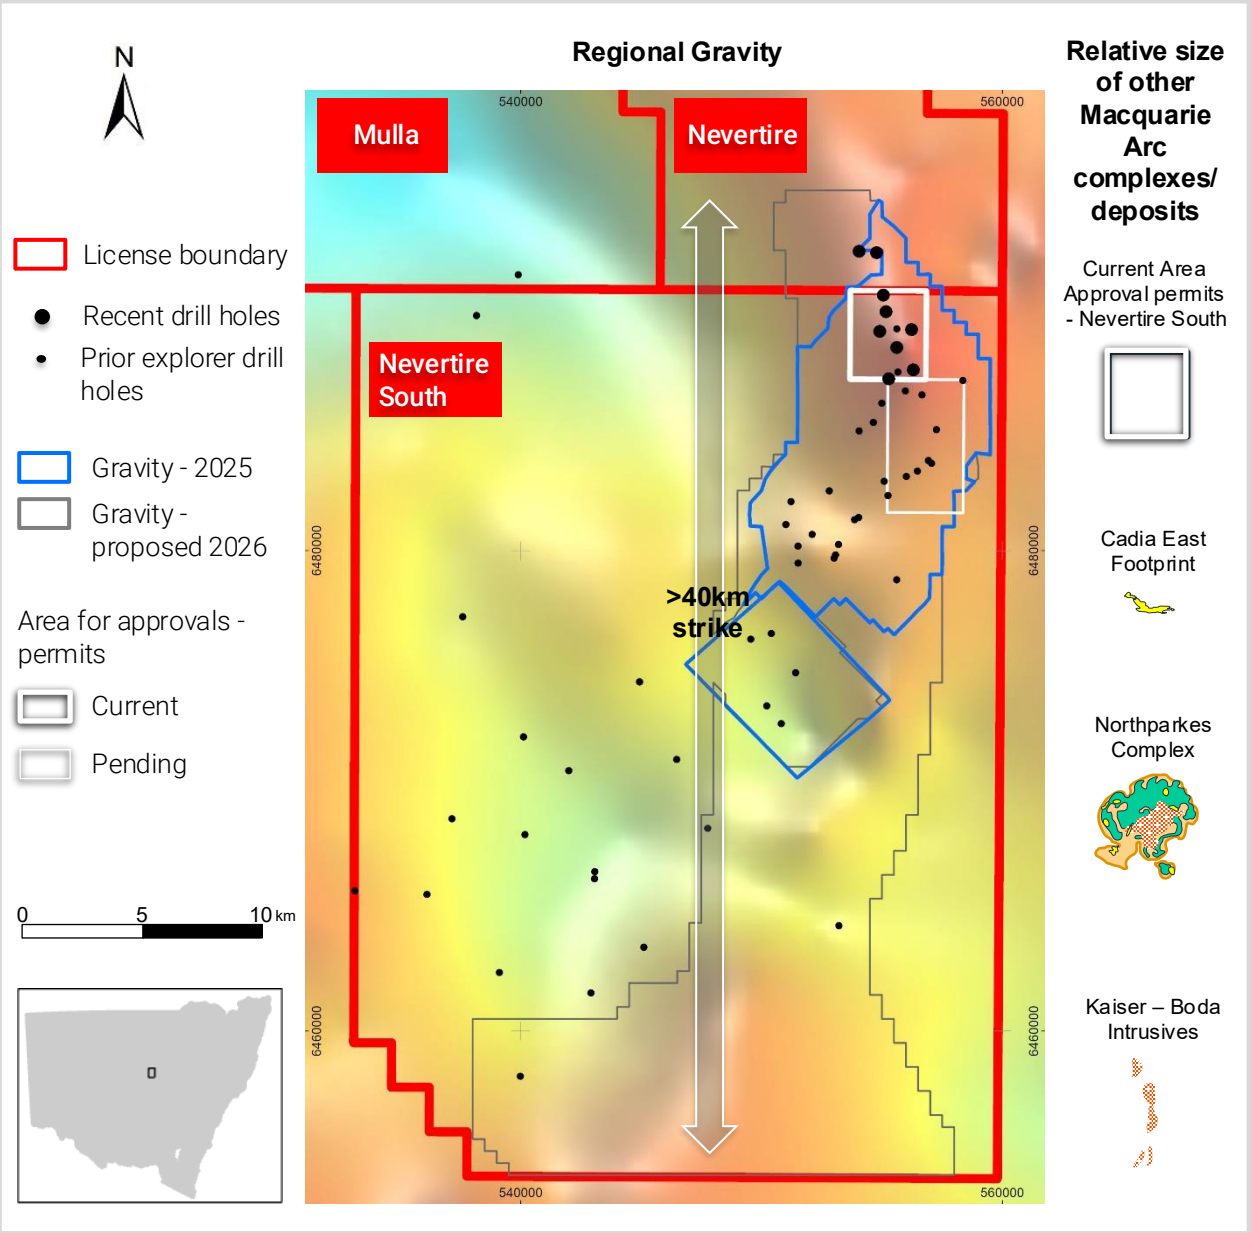 N
Regional Gravity
Relative size
of other
Macquarie
Arc
complexes/
deposits
540000
560000
Mulla
Nevertire
License boundary
Recent drill holes
Prior explorer drill
holes
Gravity - 2025
Gravity -
proposed 2026
Area for approvals -
permits
Current
Pending
0 5 10 km
Nevertire
South
6480000
6480000
>40km
strike
6460000
6460000
540000
560000
Current Area
Approval permits
- Nevertire South
Cadia East
Footprint
Northparkes
Complex
Kaiser – Boda
Intrusives